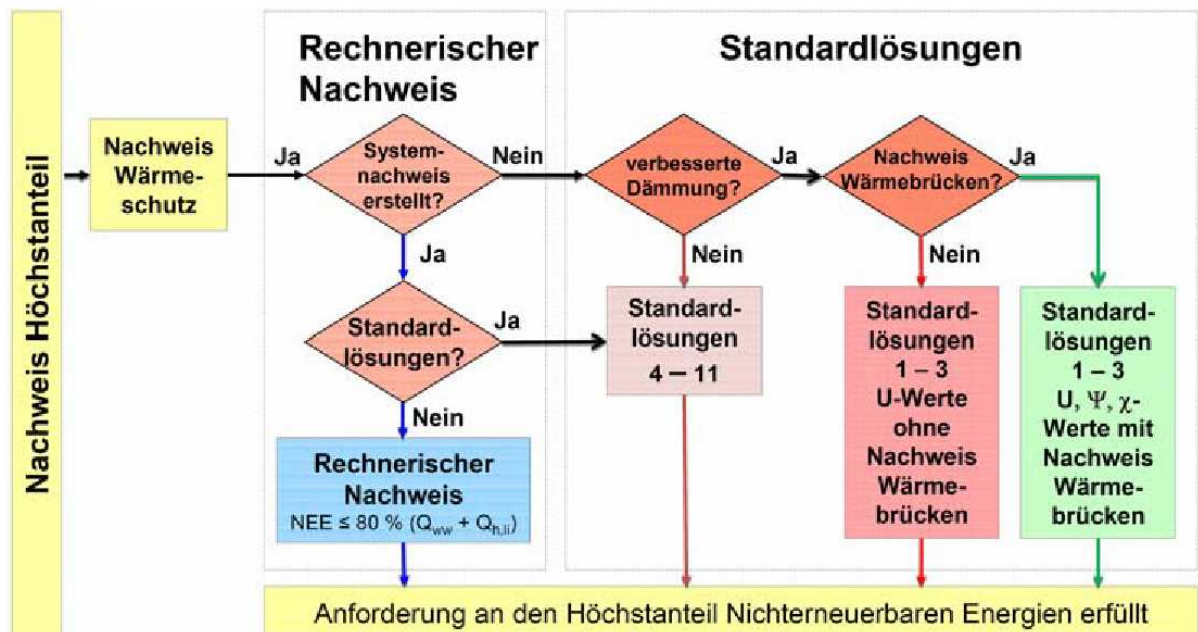 Nachweis Höchstanteil
Rechnerischer
Nachweis
Standardlösungen
Nachweis
Wärme-
schutz
Ja
System-
nachweis
erstellt?
Nein
verbesserte
Dämmung?
Ja
Nachweis
Wärmebrücken?
Ja
Ja
Nein
Nein
Standard-
lösungen?
Ja
Standard-
lösungen
4 – 11
Standard-
lösungen
1 – 3
U-Werte
ohne
Nachweis
Wärme-
brücken
Standard-
lösungen
1 – 3
U, Ψ, χ-
Werte mit
Nachweis
Wärme-
brücken
Nein
Rechnerischer
Nachweis
NEE ≤ 80 % (Qww + Qh,li)
Anforderung an den Höchstanteil Nichterneuerbaren Energien erfüllt